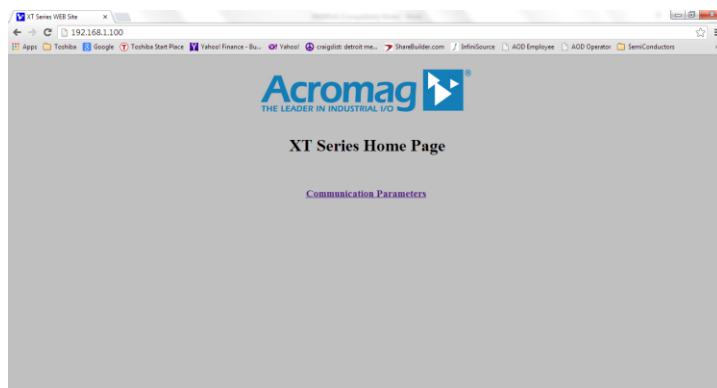 XT Series WEB Site
192.168.1.100
Apps Toshiba Google Toshiba Start Place Yahoo! Finance - Bu... Yahoo! craigslist: detroit me... ShareBuilder.com InfiniSource AOD Employee AOD Operator SemiConductors
Acromag ®
THE LEADER IN INDUSTRIAL I/O
XT Series Home Page
Communication Parameters